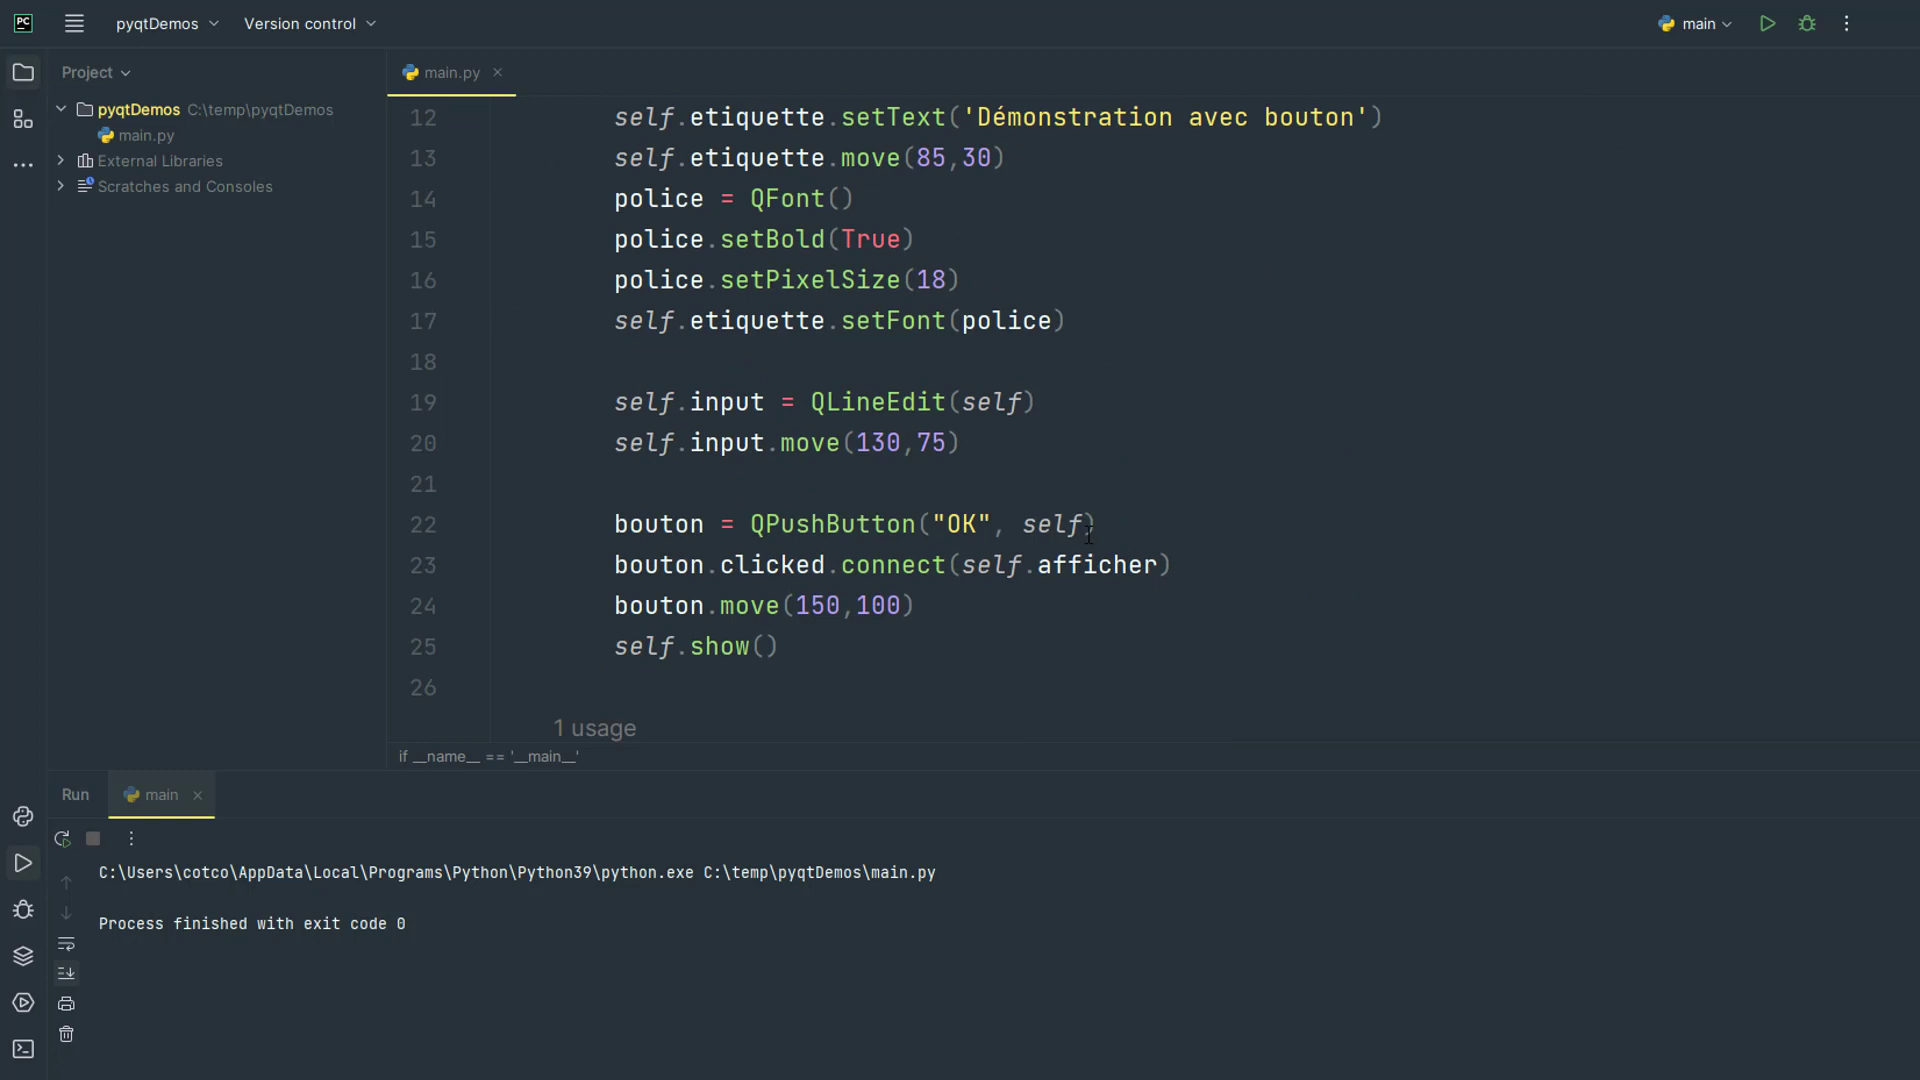 PC
pyqtDemos
Version control
main
Project
main.py
pyqtDemos C:\temp\pyqtDemos
main.py
External Libraries
Scratches and Consoles
12 self.etiquette.setText('Démonstration avec bouton')
13 self.etiquette.move(85,30)
14 police = QFont()
15 police.setBold(True)
16 police.setPixelSize(18)
17 self.etiquette.setFont(police)
18
19 self.input = QLineEdit(self)
20 self.input.move(130,75)
21
22 bouton = QPushButton("OK", self)
23 bouton.clicked.connect(self.afficher)
24 bouton.move(150,100)
25 self.show()
26
1 usage
if __name__ == '__main__'
Run
main
C:\Users\cotco\AppData\Local\Programs\Python\Python39\python.exe C:\temp\pyqtDemos\main.py
Process finished with exit code 0